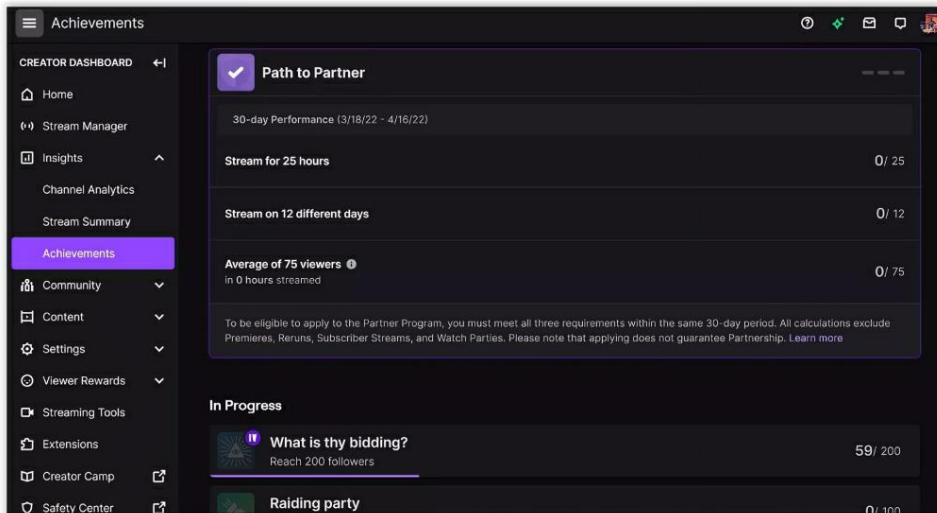 Achievements
CREATOR DASHBOARD
Home
Stream Manager
Insights
Channel Analytics
Stream Summary
Achievements
Community
Content
Settings
Viewer Rewards
Streaming Tools
Extensions
Creator Camp
Safety Center
Path to Partner
30-day Performance (3/18/22 - 4/16/22)
Stream for 25 hours
0/ 25
Stream on 12 different days
0/ 12
Average of 75 viewers
in 0 hours streamed
0/ 75
To be eligible to apply to the Partner Program, you must meet all three requirements within the same 30-day period. All calculations exclude
Premieres, Reruns, Subscriber Streams, and Watch Parties. Please note that applying does not guarantee Partnership. Learn more
In Progress
IV
What is thy bidding?
Reach 200 followers
59/ 200
Raiding party
0/ 100